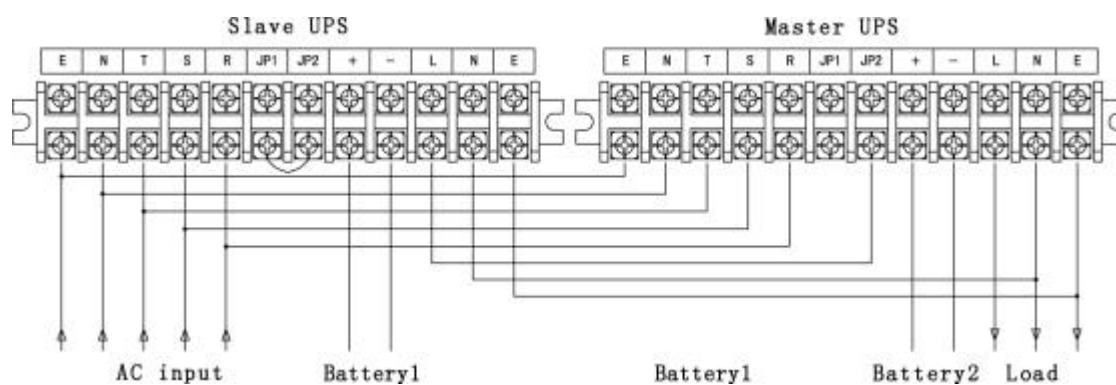 Slave UPS
Master UPS
E N T S R JP1 JP2 + - L N E
E N T S R JP1 JP2 + - L N E
AC input
Battery1
Battery1
Battery2
Load